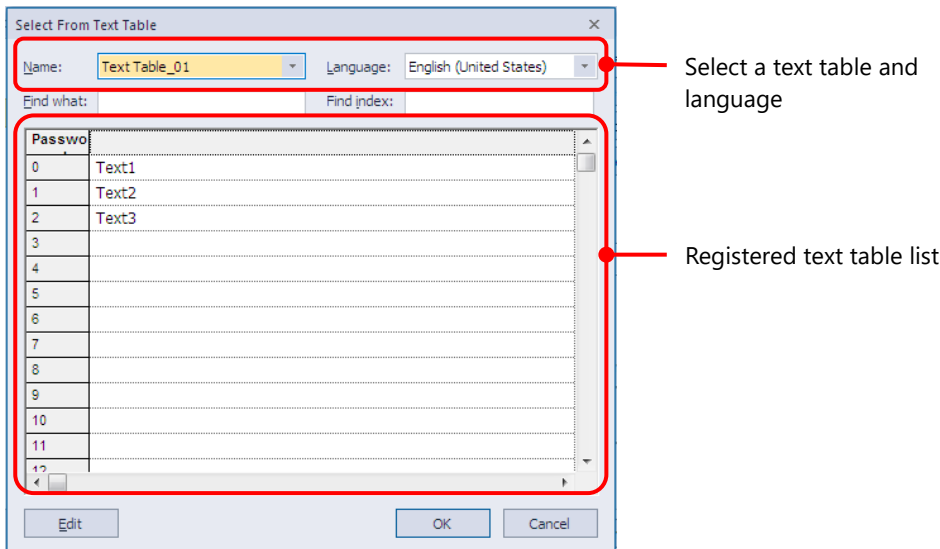 Select From Text Table
Name: Text Table_01 Language: English (United States)
Select a text table and
language
Find what: Find index:
Passwo
0 Text1
1 Text2
2 Text3
3
4
5
6
7
8
9
10
11
12
Registered text table list
Edit OK Cancel